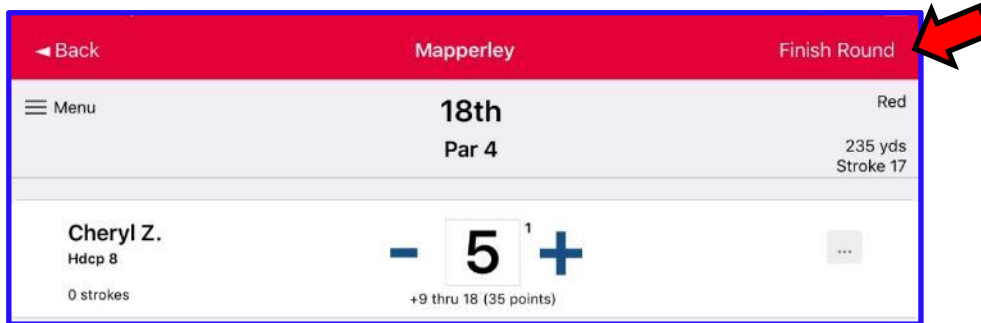 ◄ Back Mapperley Finish Round
Menu 18th Red
Par 4 235 yds
Stroke 17
Cheryl Z.
Hdcp 8
- 5 1 + ...
0 strokes +9 thru 18 (35 points)